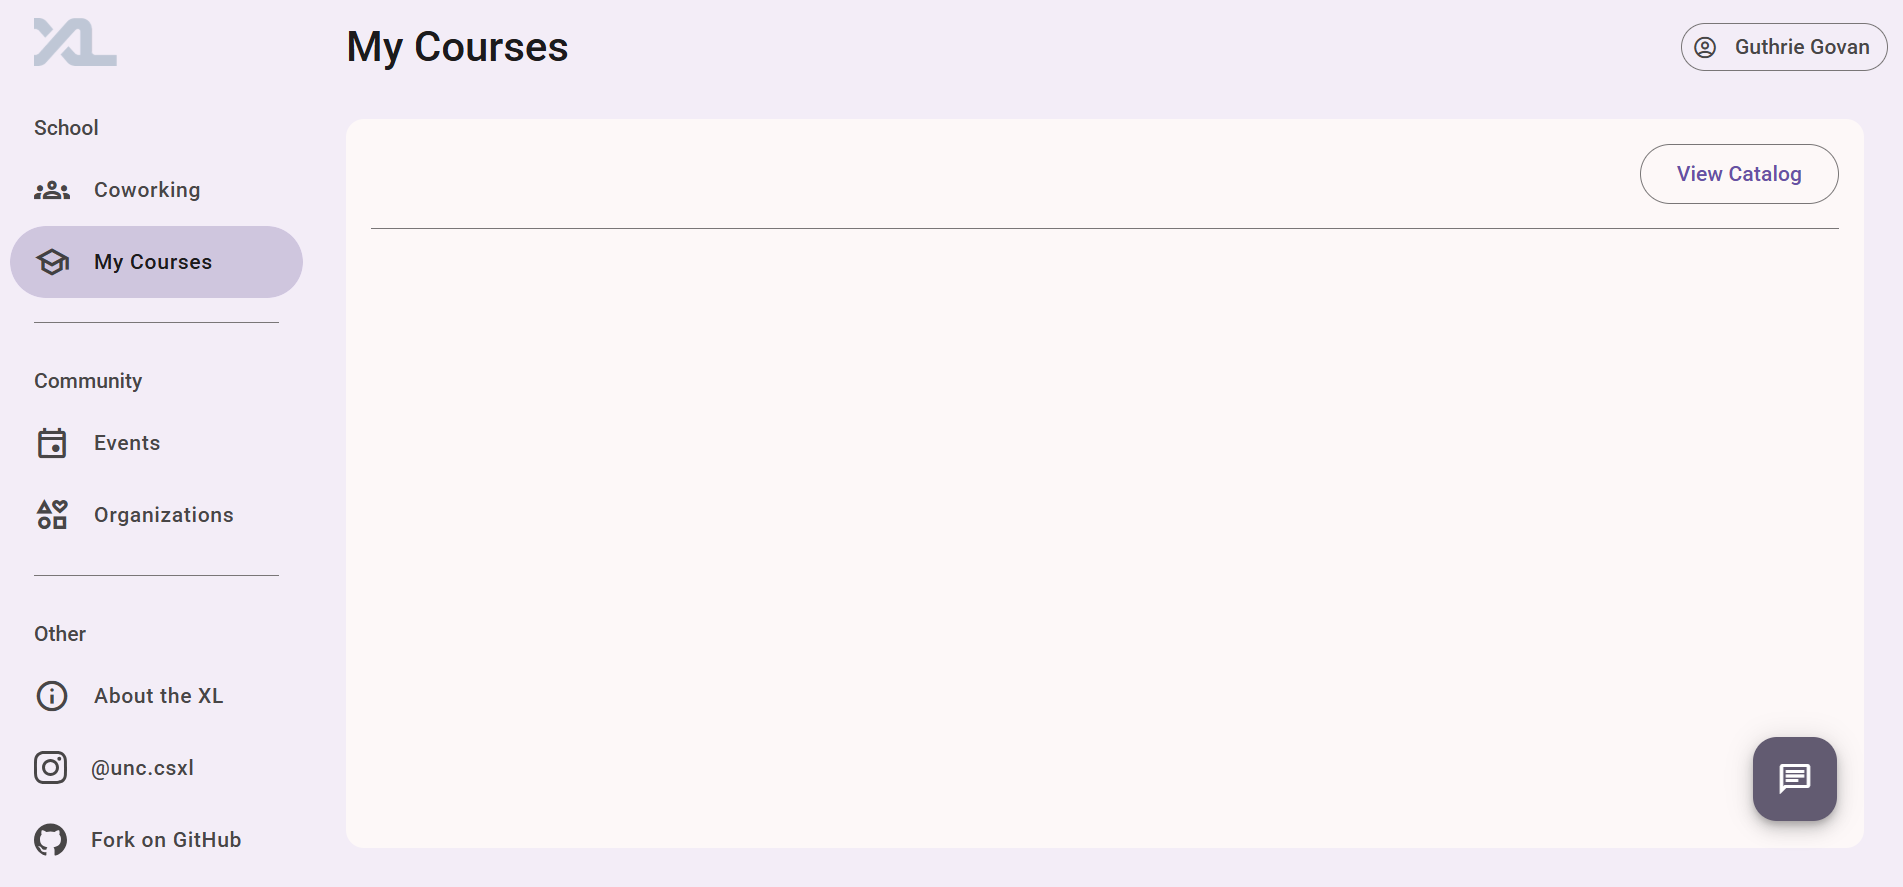 XL
My Courses
Guthrie Govan
School
Coworking
My Courses
Community
Events
Organizations
Other
About the XL
@unc.csxl
Fork on GitHub
View Catalog